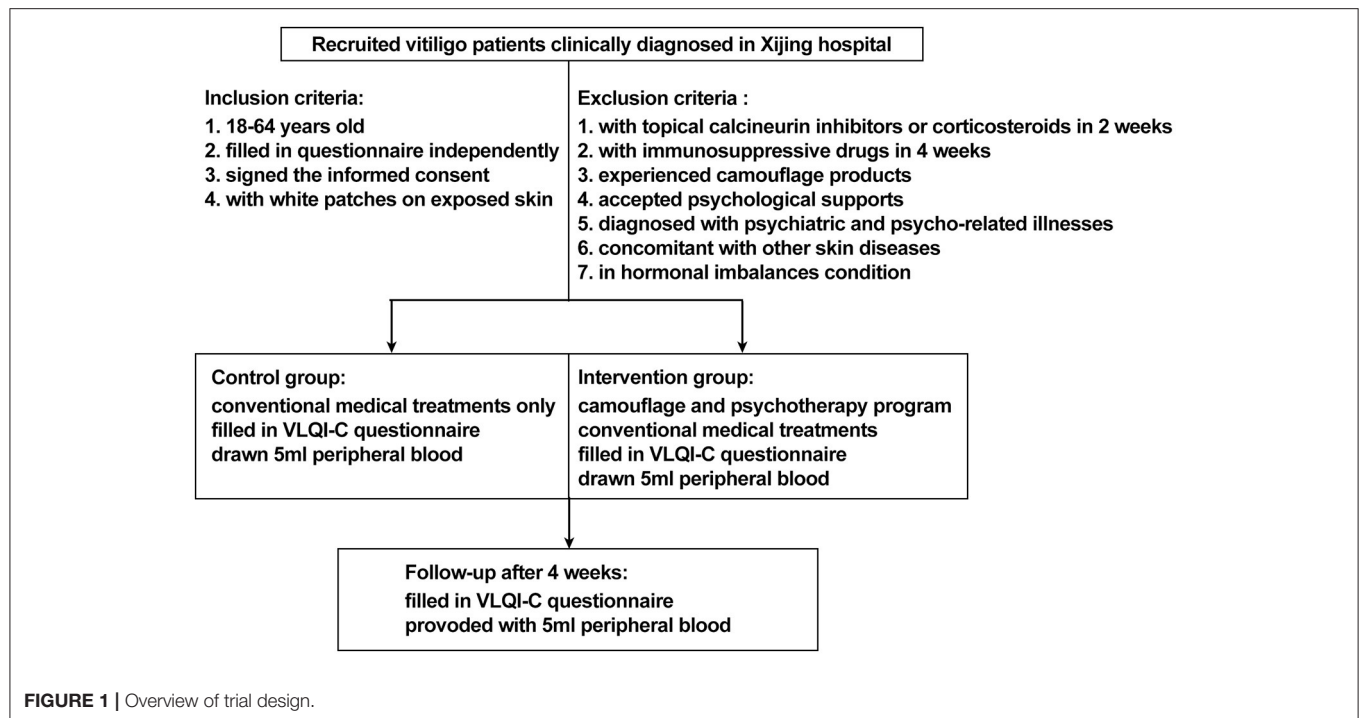 Recruited vitiligo patients clinically diagnosed in Xijing hospital
Inclusion criteria:
1. 18-64 years old
2. filled in questionnaire independently
3. signed the informed consent
4. with white patches on exposed skin
Exclusion criteria :
1. with topical calcineurin inhibitors or corticosteroids in 2 weeks
2. with immunosuppressive drugs in 4 weeks
3. experienced camouflage products
4. accepted psychological supports
5. diagnosed with psychiatric and psycho-related illnesses
6. concomitant with other skin diseases
7. in hormonal imbalances condition
Control group:
conventional medical treatments only
filled in VLQI-C questionnaire
drawn 5ml peripheral blood
Intervention group:
camouflage and psychotherapy program
conventional medical treatments
filled in VLQI-C questionnaire
drawn 5ml peripheral blood
Follow-up after 4 weeks:
filled in VLQI-C questionnaire
provoded with 5ml peripheral blood
FIGURE 1 | Overview of trial design.